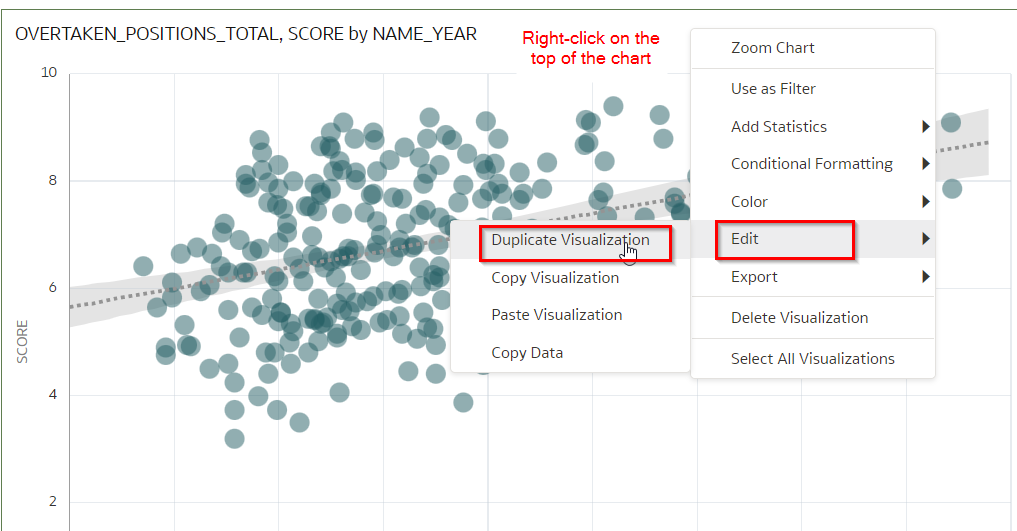 OVERTAKEN_POSITIONS_TOTAL, SCORE by NAME_YEAR
Right-click on the
top of the chart
Zoom Chart
Use as Filter
Add Statistics
Conditional Formatting
Color
Edit
Export
Delete Visualization
Select All Visualizations
Duplicate Visualization
Copy Visualization
Paste Visualization
Copy Data
SCORE
10
8
6
4
2